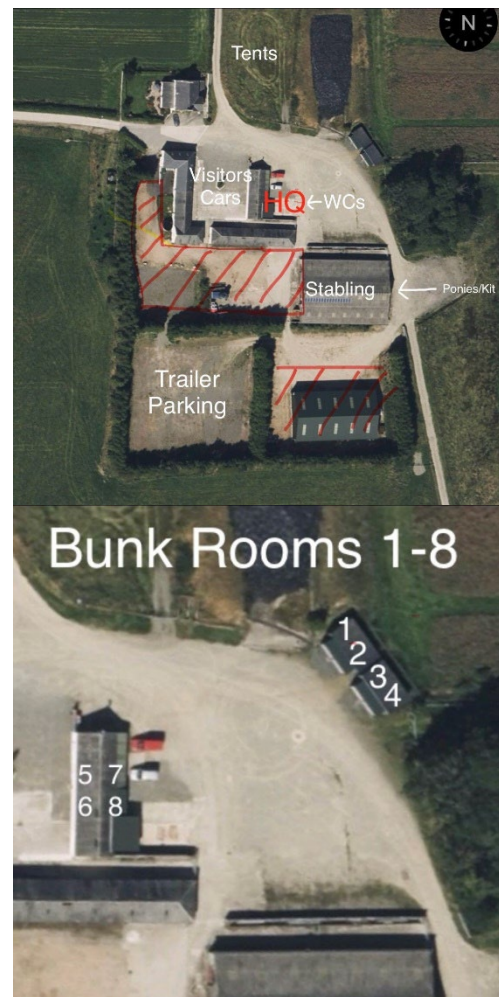 N
Tents
Visitors
Cars
HQ
←WCs
Stabling
← Ponies/Kit
Trailer
Parking
Bunk Rooms 1-8
1
2
3
4
5 7
6 8